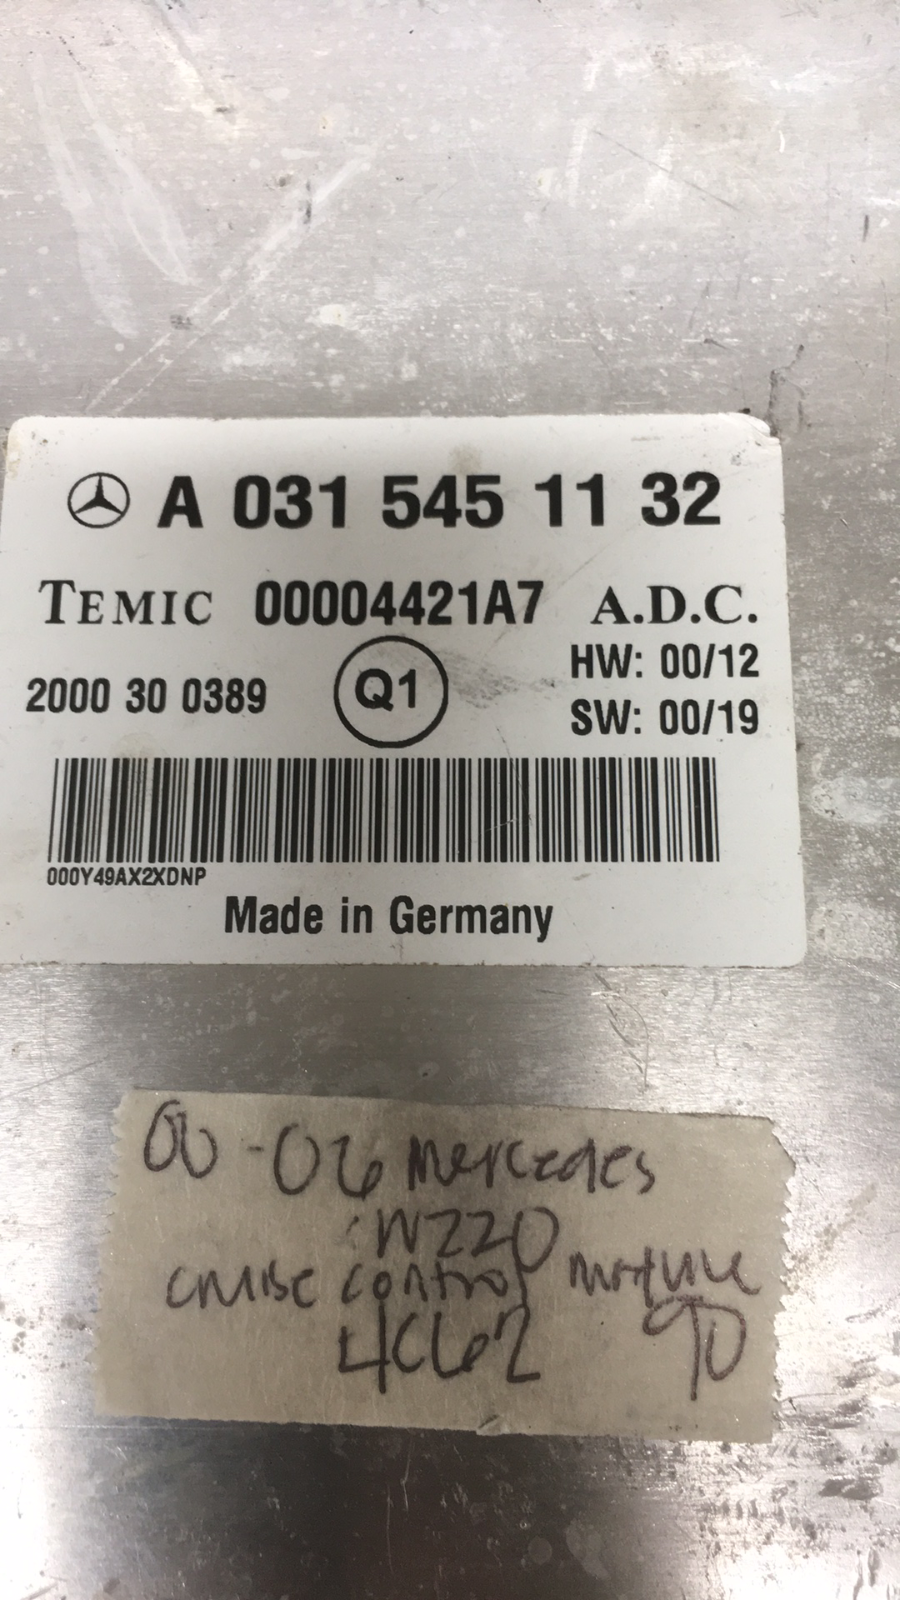 A 031 545 11 32
TEMIC 00004421A7 A.D.C.
2000 30 0389 Q1 HW: 00/12
SW: 00/19
000Y49AX2XDNP
Made in Germany
00-06 Mercedes
W220
cruise control module
4C62 90